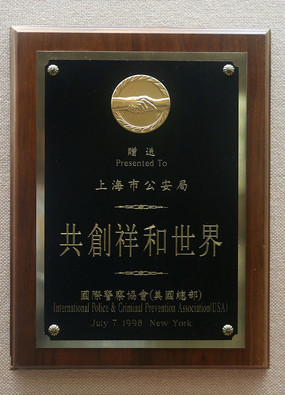 贈送
Presented To
上海市公安局
共創祥和世界
國際警察協會(美國總部)
International Police & Criminal Prevention Association(USA)
July 7 1998 New York